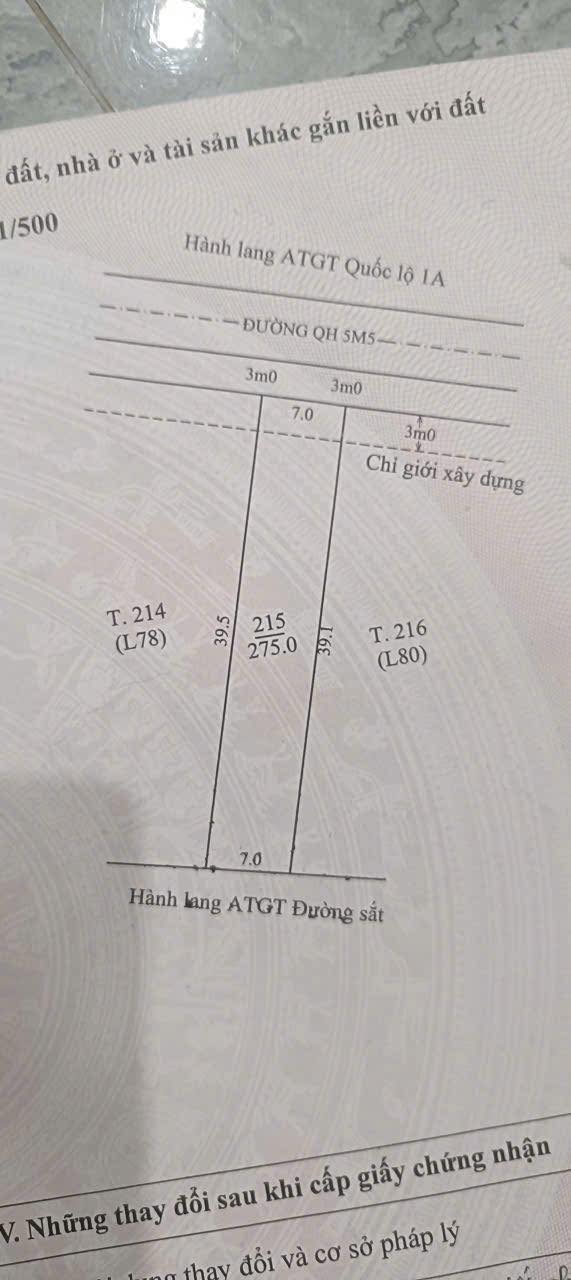 đất, nhà ở và tài sản khác gắn liền với đất
1/500
Hành lang ATGT Quốc lộ 1A
ĐƯỜNG QH 5M5
3m0
3m0
7.0
3m0
Chỉ giới xây dựng
T. 214
(L78)
39.5
215
275.0
39.1
T. 216
(L80)
7.0
Hành lang ATGT Đường sắt
V. Những thay đổi sau khi cấp giấy chứng nhận
thay đổi và cơ sở pháp lý